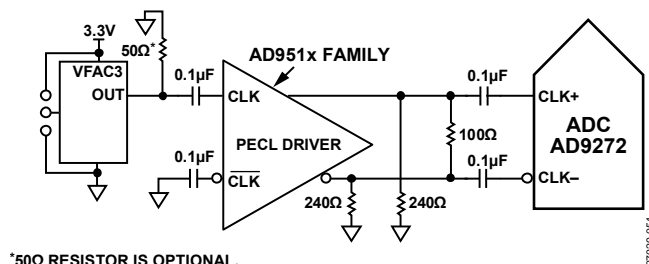 3.3V
50Ω*
VFAC3
OUT
0.1µF
AD951x FAMILY
CLK
PECL DRIVER
0.1µF
CLK
240Ω
240Ω
0.1µF
100Ω
0.1µF
CLK+
ADC
AD9272
CLK–
*50Ω RESISTOR IS OPTIONAL.